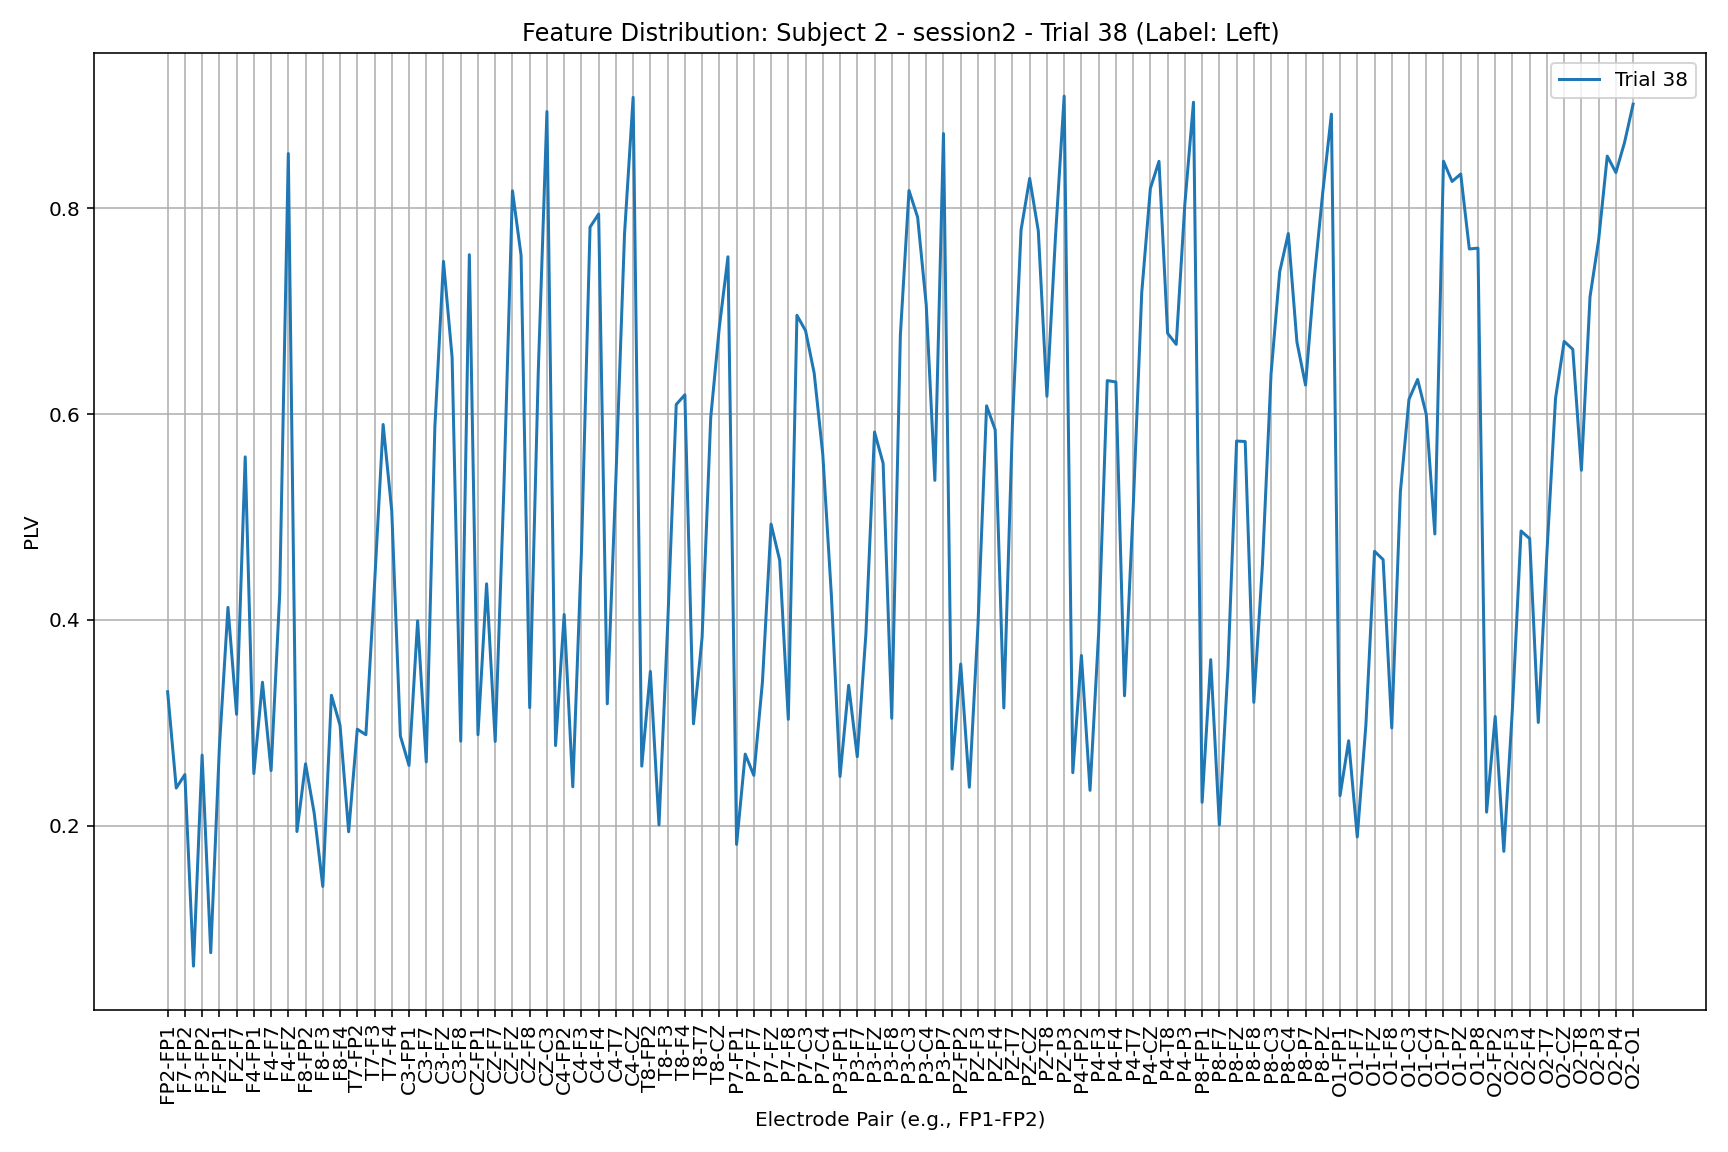 Feature Distribution: Subject 2 - session2 - Trial 38 (Label: Left)
Trial 38
PLV
0.8
0.6
0.4
0.2
FP2-FP1
F7-FP2
F3-FP2
FZ-FP1
FZ-F7
F4-FP1
F4-F7
F4-FZ
F8-FP2
F8-F3
F8-F4
T7-FP2
T7-F3
T7-F4
C3-FP1
C3-F7
C3-FZ
C3-F8
CZ-FP1
CZ-F7
CZ-FZ
CZ-F8
CZ-C3
C4-FP2
C4-F3
C4-F4
C4-T7
C4-CZ
T8-FP2
T8-F3
T8-F4
T8-T7
T8-CZ
P7-FP1
P7-F7
P7-FZ
P7-F8
P7-C3
P7-C4
P3-FP1
P3-F7
P3-FZ
P3-F8
P3-C3
P3-C4
P3-P7
PZ-FP2
PZ-F3
PZ-F4
PZ-T7
PZ-CZ
PZ-T8
PZ-P3
P4-FP2
P4-F3
P4-F4
P4-T7
P4-CZ
P4-T8
P4-P3
P8-FP1
P8-F7
P8-FZ
P8-F8
P8-C3
P8-C4
P8-P7
P8-PZ
O1-FP1
O1-F7
O1-FZ
O1-F8
O1-C3
O1-C4
O1-P7
O1-PZ
O1-P8
O2-FP2
O2-F3
O2-F4
O2-T7
O2-CZ
O2-T8
O2-P3
O2-P4
O2-O1
Electrode Pair (e.g., FP1-FP2)